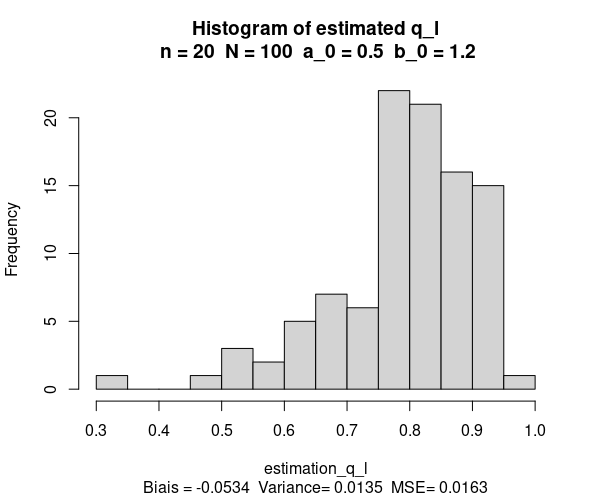 Histogram of estimated q_l
n = 20  N = 100  a_0 = 0.5  b_0 = 1.2
Frequency
20
15
10
5
0
0.3 0.4 0.5 0.6 0.7 0.8 0.9 1.0
estimation_q_l
Biais = -0.0534  Variance= 0.0135  MSE= 0.0163